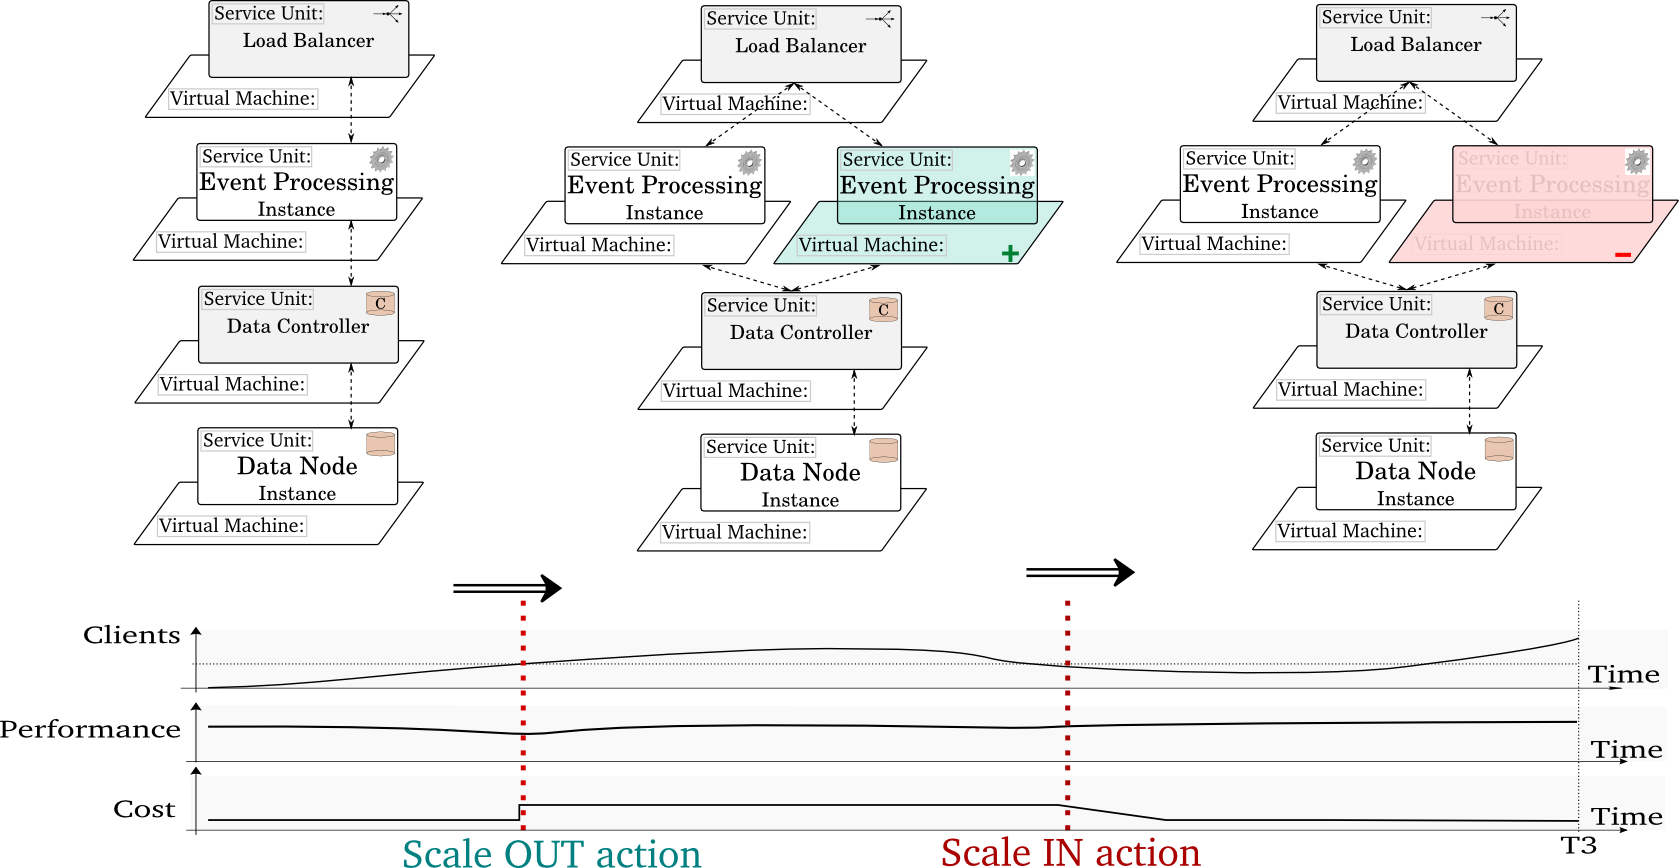 Service Unit:
Load Balancer
Virtual Machine:
Service Unit:
Event Processing
Instance
Virtual Machine:
Service Unit:
C
Data Controller
Virtual Machine:
Service Unit:
Data Node
Instance
Virtual Machine:
Service Unit:
Load Balancer
Virtual Machine:
Service Unit:
Event Processing
Instance
Virtual Machine:
Service Unit:
Event Processing
Instance
Virtual Machine:
+
Service Unit:
C
Data Controller
Virtual Machine:
Service Unit:
Data Node
Instance
Virtual Machine:
Service Unit:
Load Balancer
Virtual Machine:
Service Unit:
Event Processing
Instance
Virtual Machine:
Service Unit:
Event Processing
Instance
Virtual Machine:
-
Service Unit:
C
Data Controller
Virtual Machine:
Service Unit:
Data Node
Instance
Virtual Machine:
Clients
Time
Performance
Time
Cost
Time
Scale OUT action
Scale IN action
T3